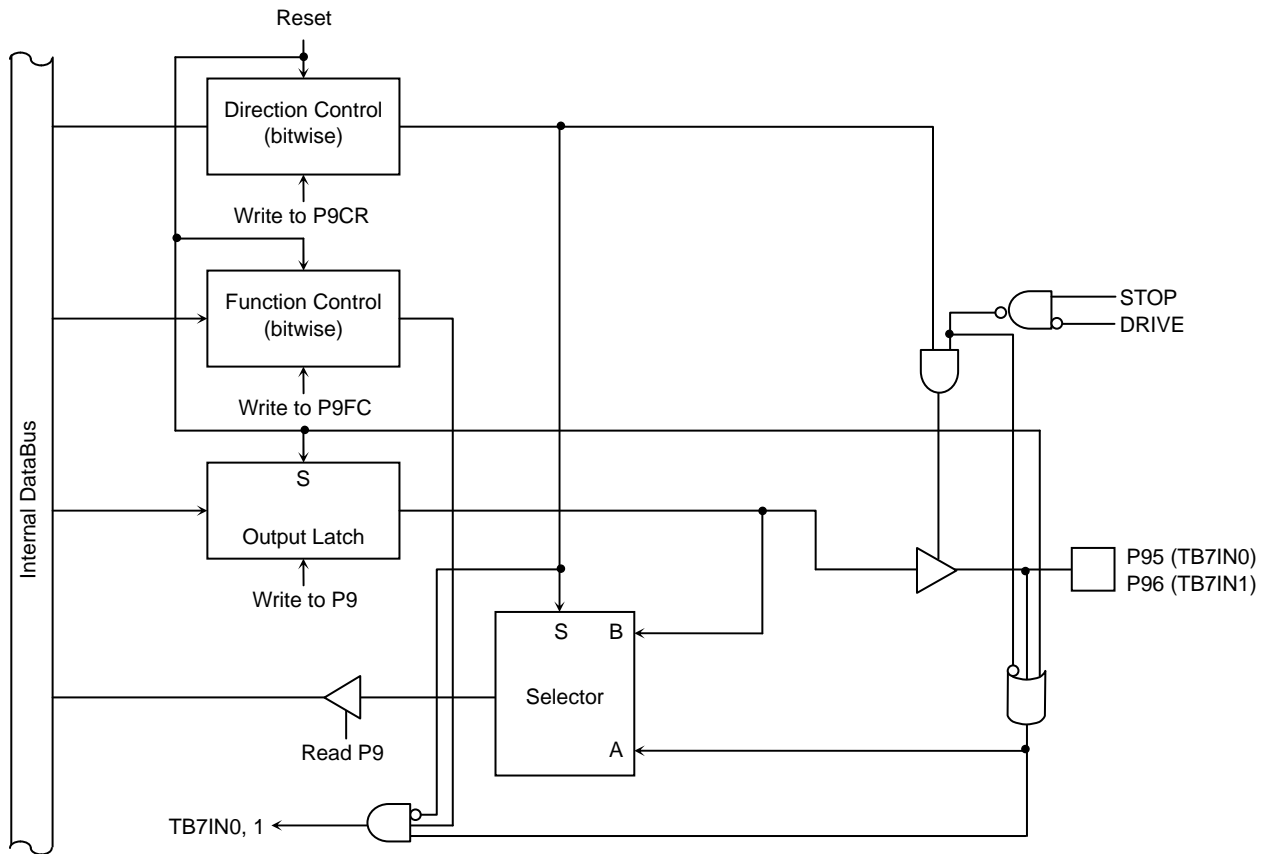 Reset
Direction Control
(bitwise)
Write to P9CR
Function Control
(bitwise)
STOP
DRIVE
Write to P9FC
S
Output Latch
Internal DataBus
P95 (TB7IN0)
P96 (TB7IN1)
Write to P9
S
B
Selector
Read P9
A
TB7IN0, 1